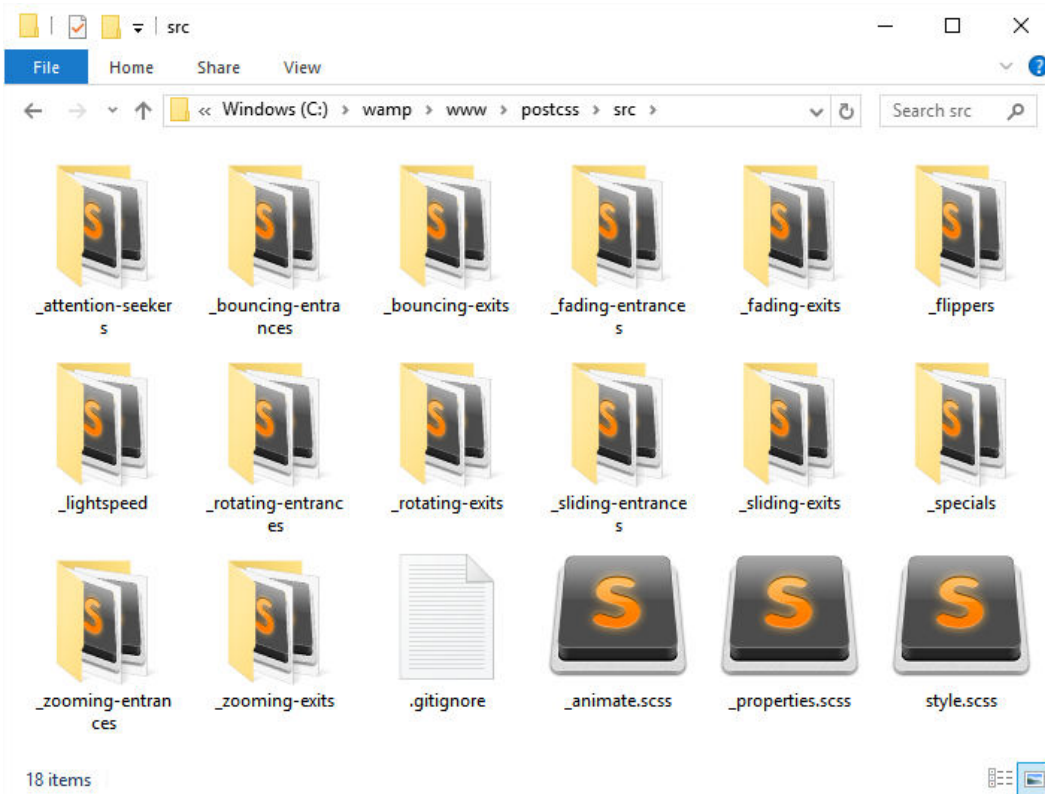 src
File Home Share View
« Windows (C:) > wamp > www > postcss > src > Search src
_attention-seeker _bouncing-entra _bouncing-exits _fading-entrance _fading-exits _flippers
s nces s
_lightspeed _rotating-entranc _rotating-exits _sliding-entrance _sliding-exits _specials
es s
_zooming-entran _zooming-exits .gitignore _animate.scss _properties.scss style.scss
ces
18 items